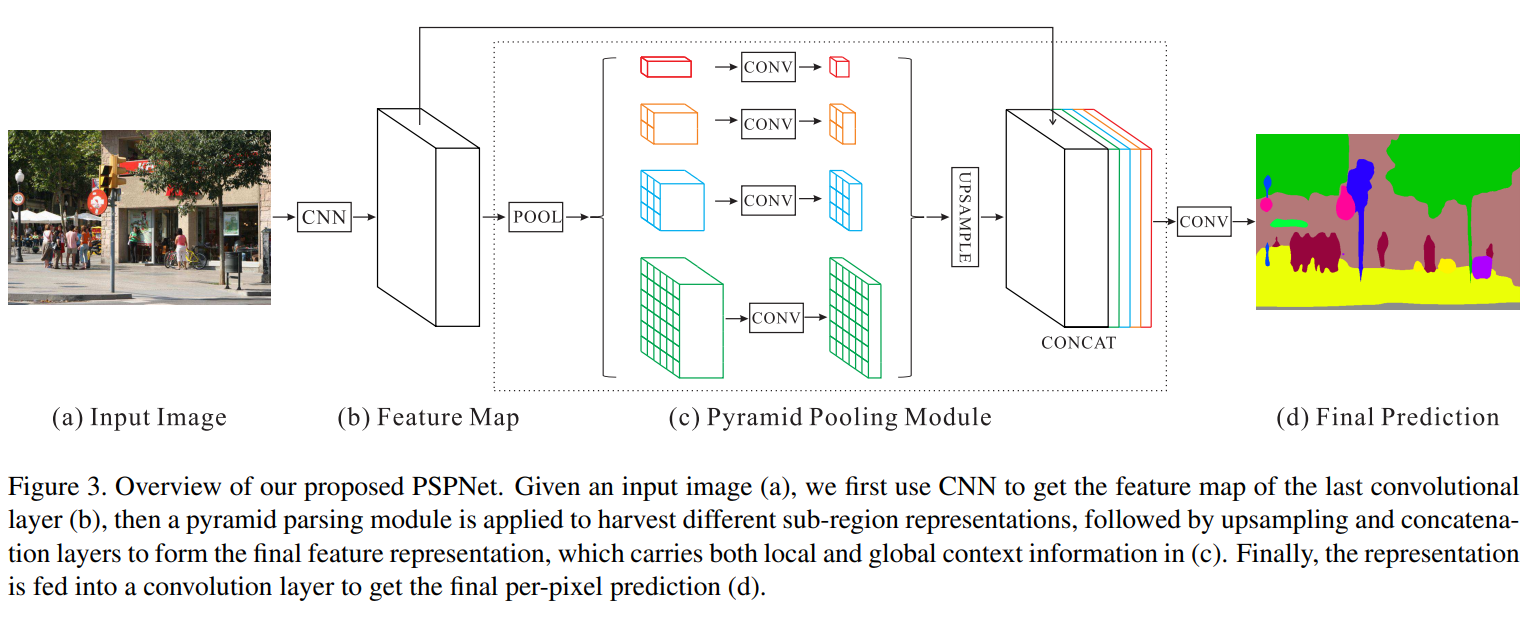 CONV
CONV
CNN
POOL
CONV
UPSAMPLE
CONV
CONV
CONCAT
(a) Input Image
(b) Feature Map
(c) Pyramid Pooling Module
(d) Final Prediction
Figure 3. Overview of our proposed PSPNet. Given an input image (a), we first use CNN to get the feature map of the last convolutional
layer (b), then a pyramid parsing module is applied to harvest different sub-region representations, followed by upsampling and concatena-
tion layers to form the final feature representation, which carries both local and global context information in (c). Finally, the representation
is fed into a convolution layer to get the final per-pixel prediction (d).